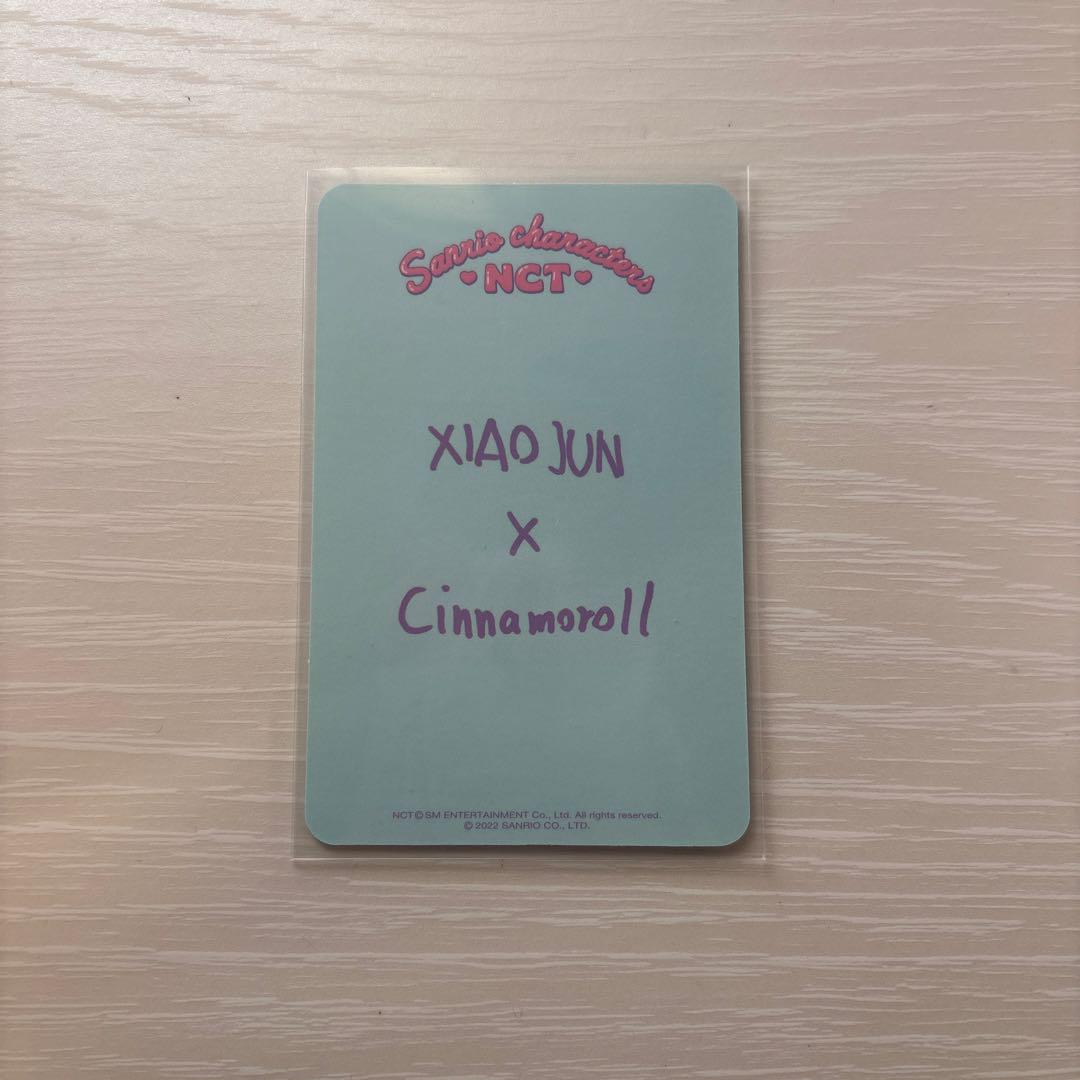 Sanrio characters
♥ NCT ♥
XIAO JUN
X
Cinnamoroll
NCT © SM ENTERTAINMENT Co., Ltd. All rights reserved.
© 2022 SANRIO CO., LTD.